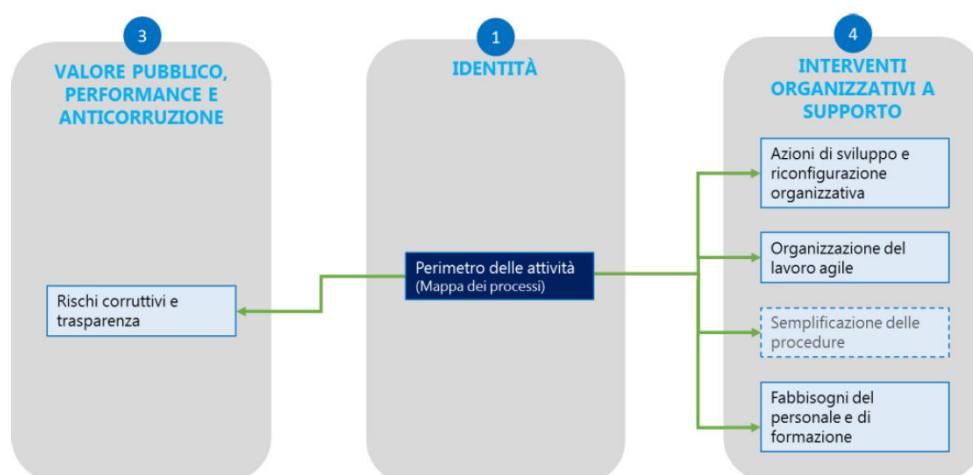 3
VALORE PUBBLICO,
PERFORMANCE E
ANTICORRUZIONE
Rischi corruttivi e
trasparenza
1
IDENTITÀ
Perimetro delle attività
(Mappa dei processi)
4
INTERVENTI
ORGANIZZATIVI A
SUPPORTO
Azioni di sviluppo e
riconfigurazione
organizzativa
Organizzazione del
lavoro agile
Semplificazione delle
procedure
Fabbisogni del
personale e di
formazione